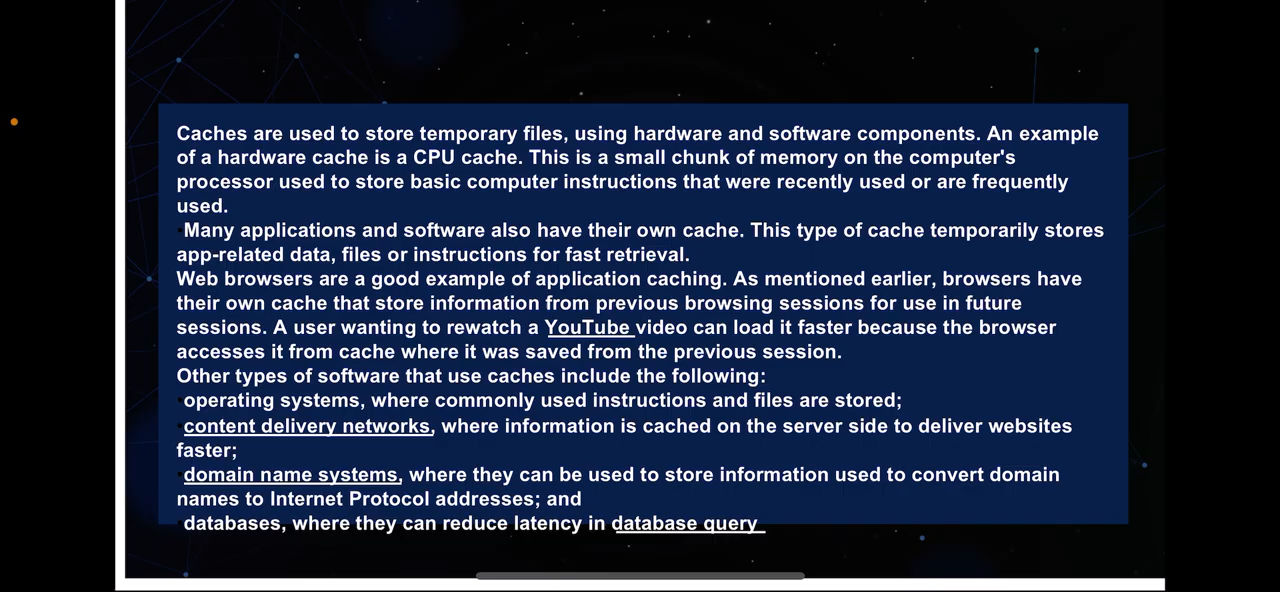 Caches are used to store temporary files, using hardware and software components. An example
of a hardware cache is a CPU cache. This is a small chunk of memory on the computer's
processor used to store basic computer instructions that were recently used or are frequently
used.
•Many applications and software also have their own cache. This type of cache temporarily stores
app-related data, files or instructions for fast retrieval.
Web browsers are a good example of application caching. As mentioned earlier, browsers have
their own cache that store information from previous browsing sessions for use in future
sessions. A user wanting to rewatch a YouTube video can load it faster because the browser
accesses it from cache where it was saved from the previous session.
Other types of software that use caches include the following:
•operating systems, where commonly used instructions and files are stored;
•content delivery networks, where information is cached on the server side to deliver websites
faster;
•domain name systems, where they can be used to store information used to convert domain
names to Internet Protocol addresses; and
•databases, where they can reduce latency in database query